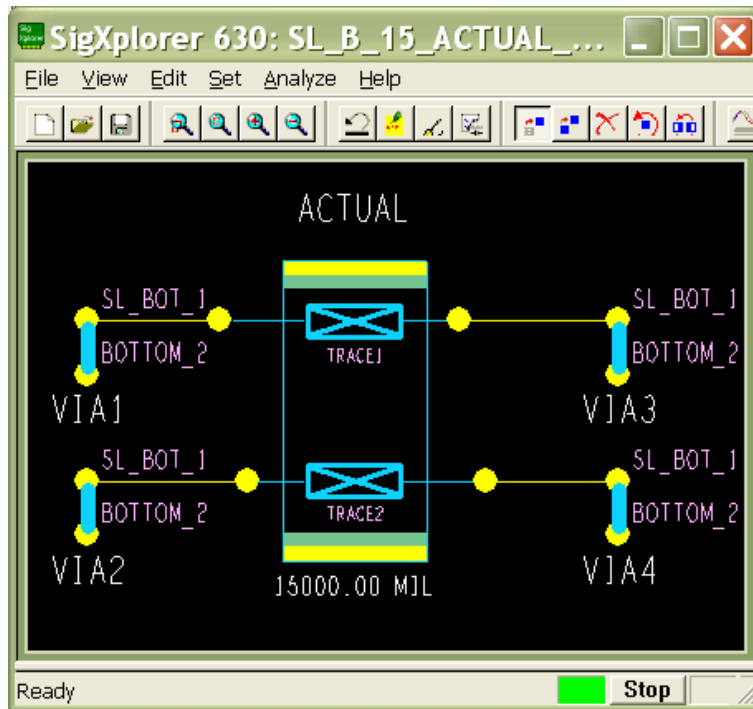 SigXplorer 630: SL_B_15_ACTUAL_...
File View Edit Set Analyze Help
ACTUAL
SL_BOT_1
SL_BOT_1
TRACE1
BOTTOM_2
BOTTOM_2
VIA1
VIA3
SL_BOT_1
SL_BOT_1
BOTTOM_2
TRACE2
BOTTOM_2
VIA2
15000.00 MIL
VIA4
Ready
Stop